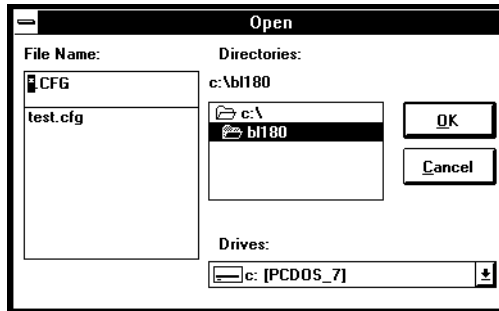 Open
File Name:
*.CFG
test.cfg
Directories:
c:\bl180
c:\
bl180
OK
Cancel
Drives:
c: [PCDOS_7]